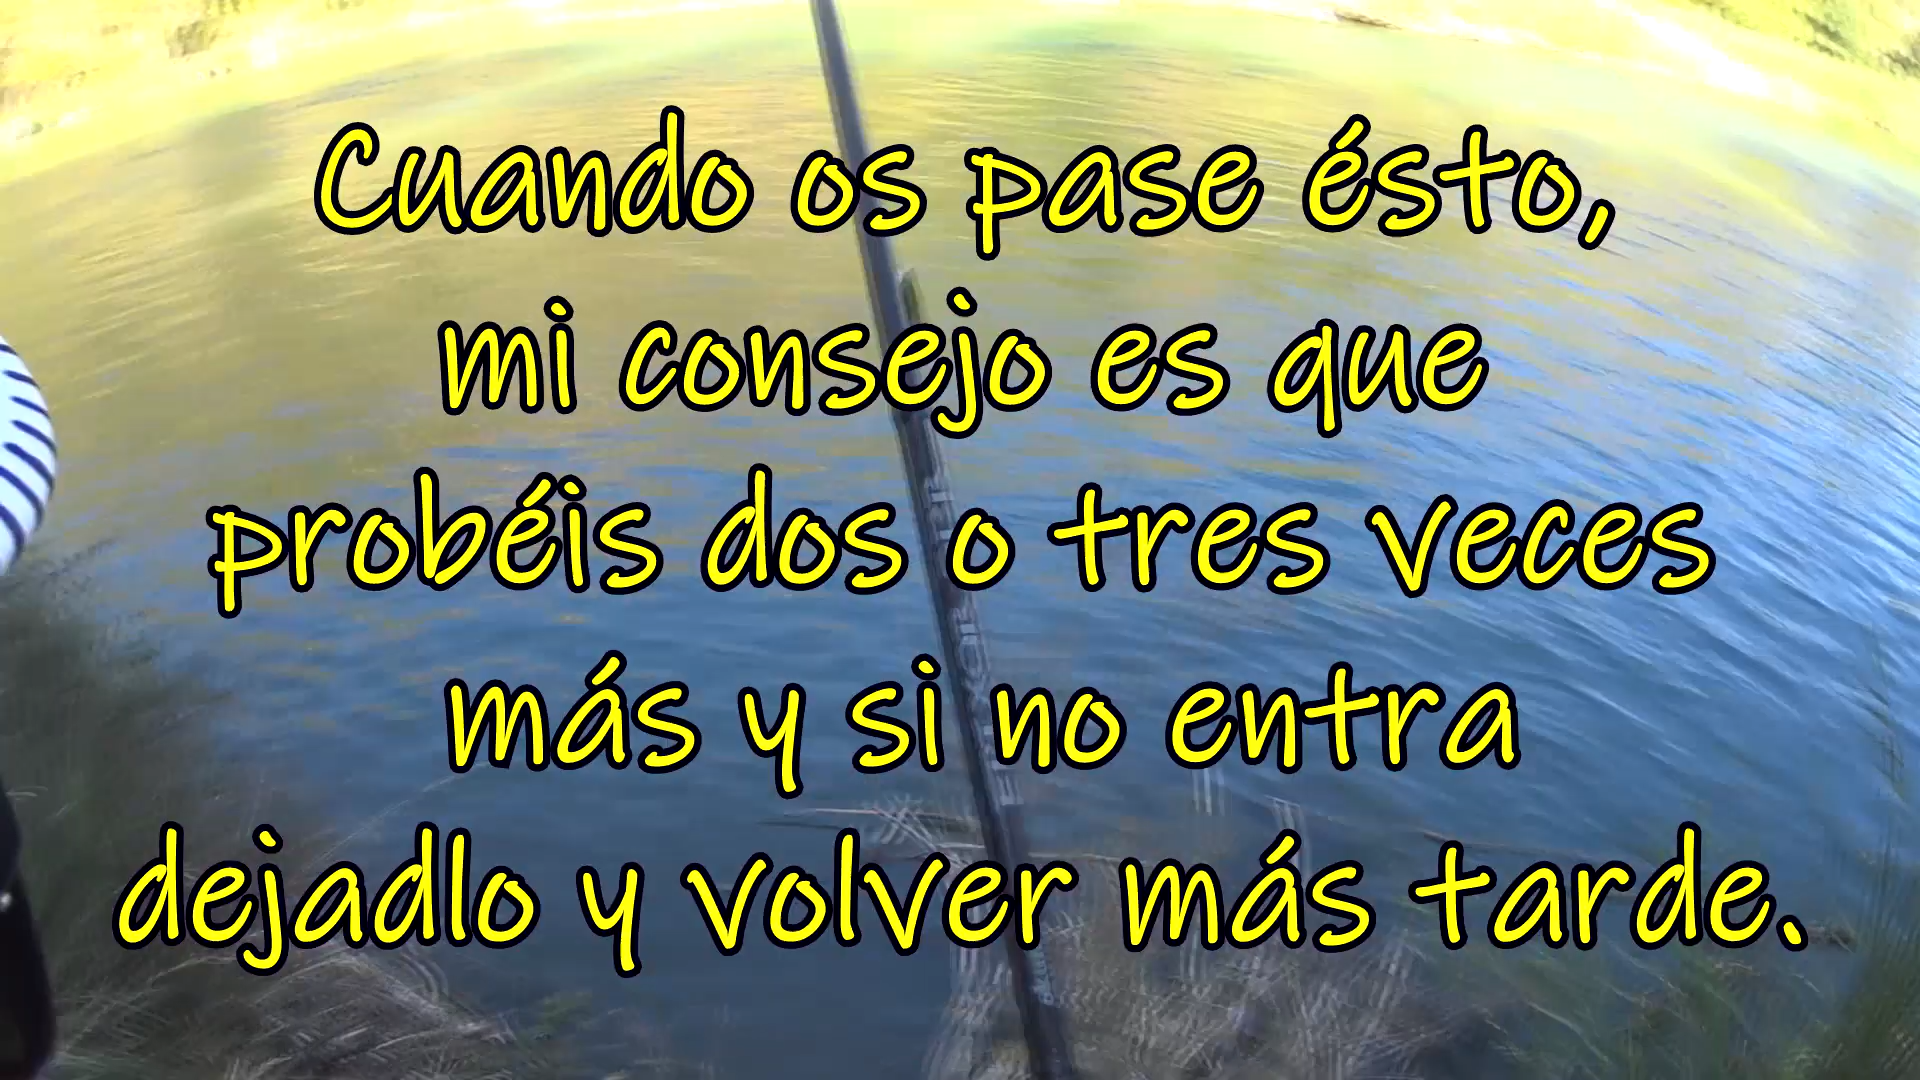 Cuando os pase ésto,
mi consejo es que
probéis dos o tres veces
más y si no entra
dejadlo y volver más tarde.